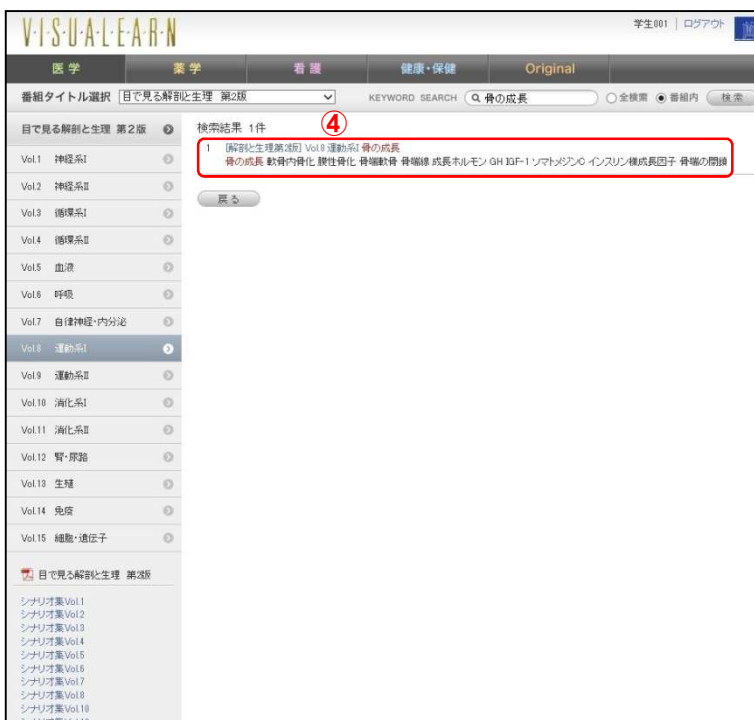 V・I・S・U・A・L・E・A・R・N
学生001 | ログアウト
医学 薬学 看護 健康・保健 Original
番組タイトル選択 目で見る解剖と生理 第2版 KEYWORD SEARCH 骨の成長 全検索 番組内 検索
目で見る解剖と生理 第2版
Vol.1 神経系I
Vol.2 神経系II
Vol.3 循環系I
Vol.4 循環系II
Vol.5 血液
Vol.6 呼吸
Vol.7 自律神経・内分泌
Vol.8 運動系I
Vol.9 運動系II
Vol.10 消化系I
Vol.11 消化系II
Vol.12 腎・尿路
Vol.13 生殖
Vol.14 免疫
Vol.15 細胞・遺伝子
目で見る解剖と生理 第2版
シナリオ集Vol.1
シナリオ集Vol.2
シナリオ集Vol.3
シナリオ集Vol.4
シナリオ集Vol.5
シナリオ集Vol.6
シナリオ集Vol.7
シナリオ集Vol.8
シナリオ集Vol.10
検索結果 1件
④
1 [解剖と生理第2版] Vol.8 運動系I 骨の成長
骨の成長 軟骨内骨化 膜性骨化 骨端軟骨 骨端線 成長ホルモン GH IGF-1 ソマトメジンC インスリン様成長因子 骨端の閉鎖
戻る